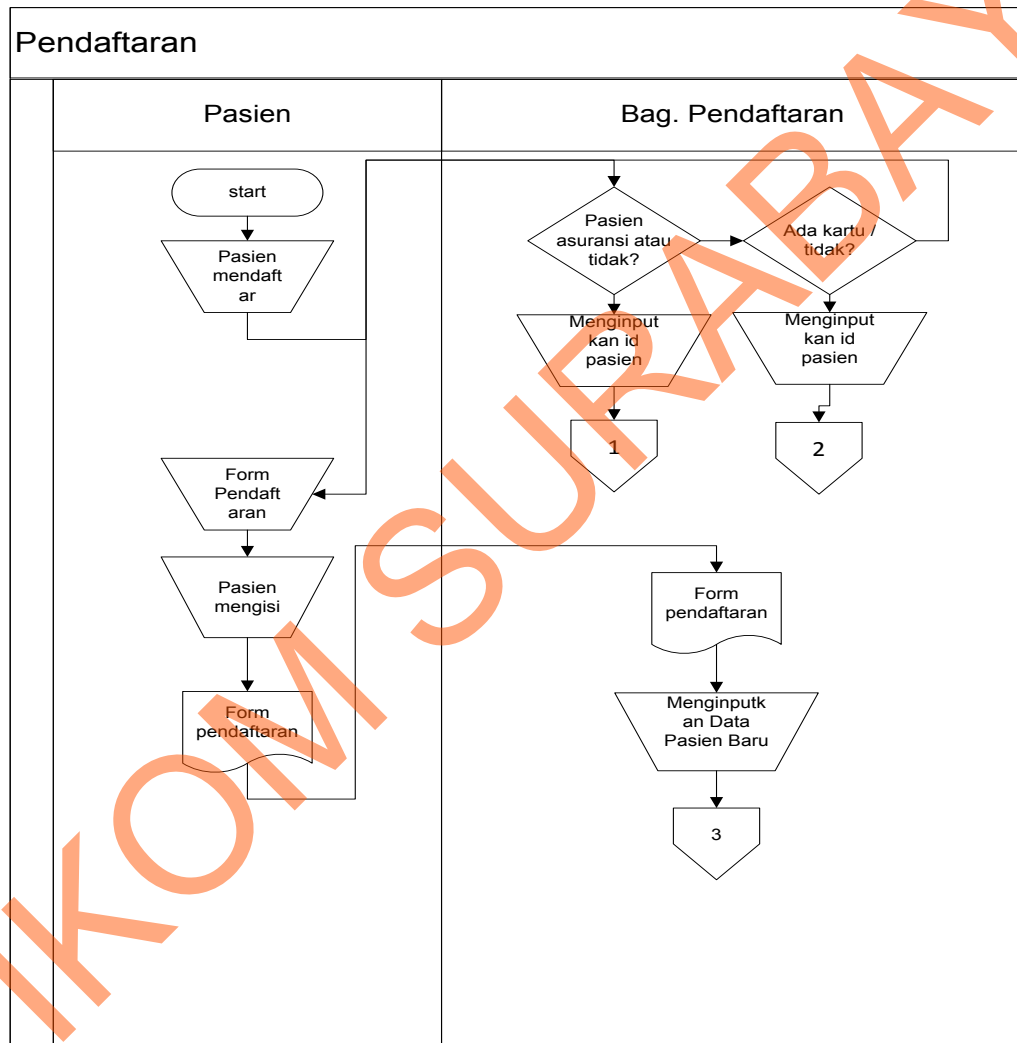 Pendaftaran
Pasien
Bag. Pendaftaran
start
Pasien
mendaft
ar
Pasien
asuransi atau
tidak?
Ada kartu /
tidak?
Menginput
kan id
pasien
Menginput
kan id
pasien
1
2
Form
Pendaft
aran
Pasien
mengisi
Form
pendaftaran
Form
pendaftaran
Menginputk
an Data
Pasien Baru
3
IKOM SURABAY